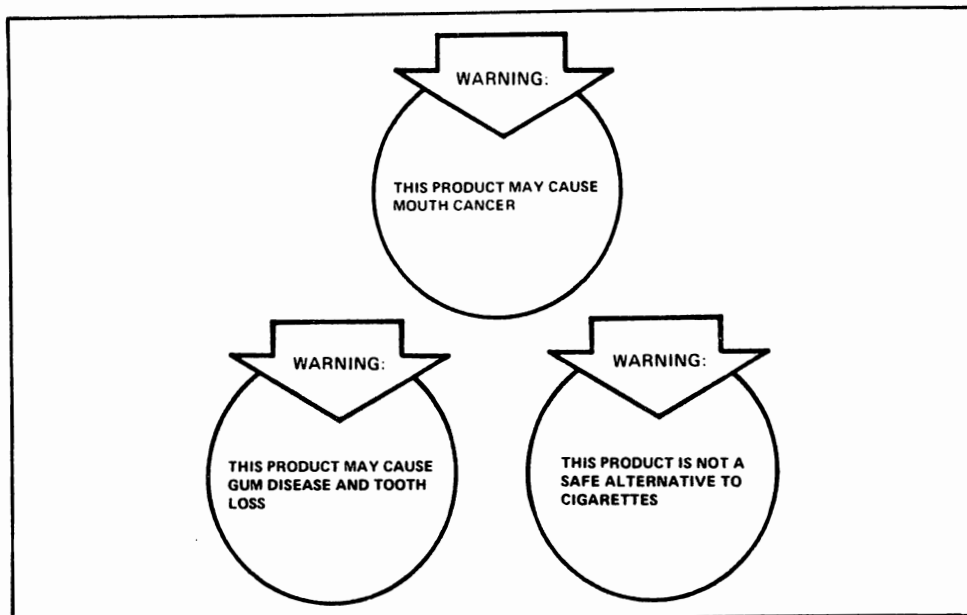 WARNING:
THIS PRODUCT MAY CAUSE
MOUTH CANCER
WARNING:
THIS PRODUCT MAY CAUSE
GUM DISEASE AND TOOTH
LOSS
WARNING:
THIS PRODUCT IS NOT A
SAFE ALTERNATIVE TO
CIGARETTES